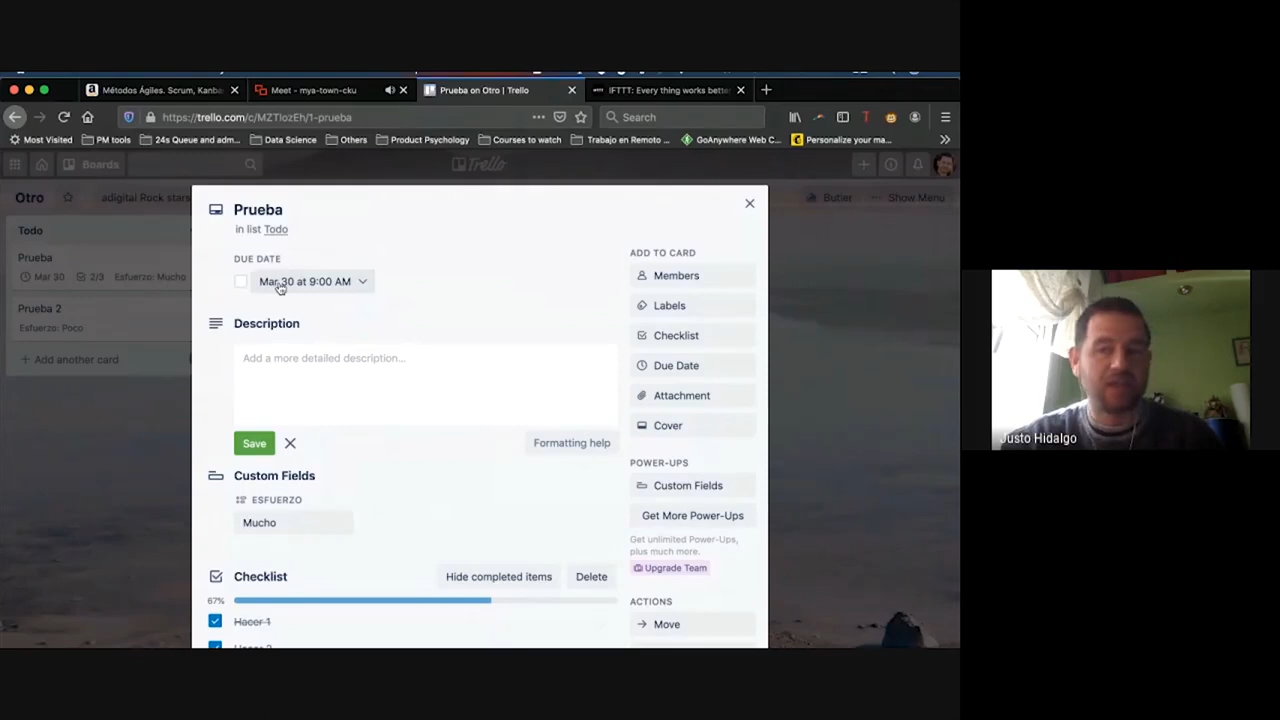 Métodos Ágiles. Scrum, Kanba
Meet - mya-town-cku
Prueba on Otro | Trello
IFTTT: Every thing works bette
https://trello.com/c/MZTIozEh/1-prueba
Search
Most Visited
PM tools
24s Queue and adm...
Data Science
Others
Product Psychology
Courses to watch
Trabajo en Remoto ...
GoAnywhere Web C...
Personalize your ma...
Boards
Trello
Otro
adigital Rock stars
Butler
Show Menu
Todo
Prueba
Mar 30
2/3
Esfuerzo: Mucho
Prueba 2
Esfuerzo: Poco
+ Add another card
Prueba
in list Todo
DUE DATE
Mar 30 at 9:00 AM
Description
Add a more detailed description...
Save
Formatting help
Custom Fields
ESFUERZO
Mucho
Checklist
Hide completed items
Delete
67%
Hacer 1
ADD TO CARD
Members
Labels
Checklist
Due Date
Attachment
Cover
POWER-UPS
Custom Fields
Get More Power-Ups
Get unlimited Power-Ups,
plus much more.
Upgrade Team
ACTIONS
Move
Justo Hidalgo